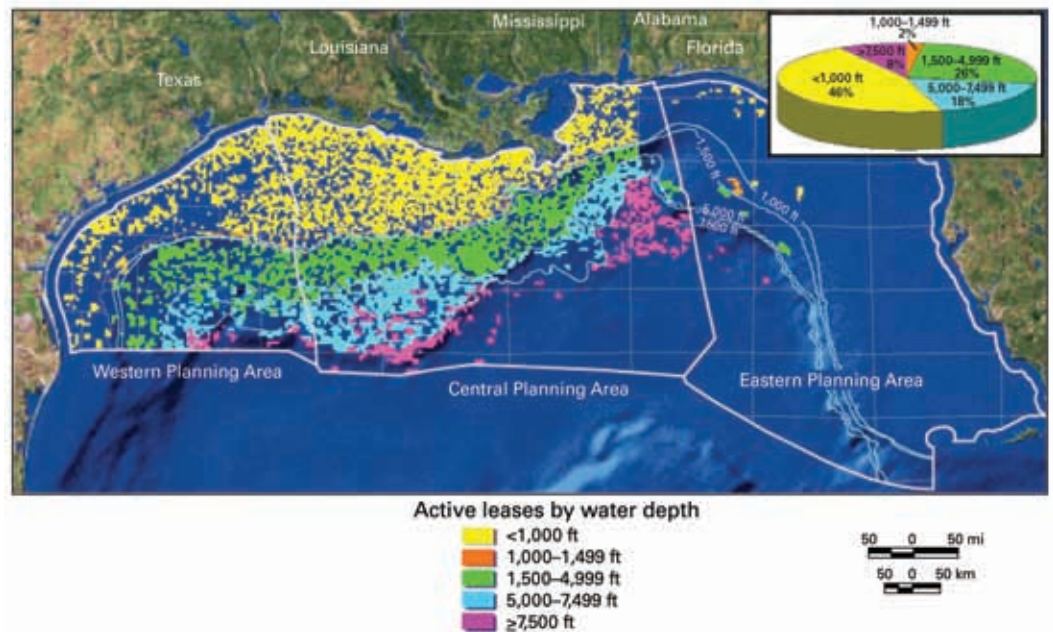 Mississippi
Alabama
Louisiana
Florida
Texas
1,000–1,499 ft
2%
≥7,500 ft
8%
1,500–4,999 ft
26%
<1,000 ft
46%
5,000–7,499 ft
18%
1,500 ft
1,000 ft
5,000 ft
7,500 ft
Western Planning Area
Central Planning Area
Eastern Planning Area
Active leases by water depth
<1,000 ft
1,000–1,499 ft
1,500–4,999 ft
5,000–7,499 ft
≥7,500 ft
50 0 50 mi
50 0 50 km